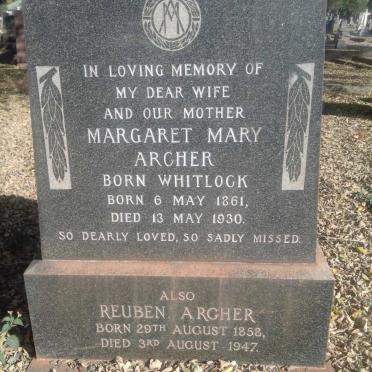 IN LOVING MEMORY OF
MY DEAR WIFE
AND OUR MOTHER
MARGARET MARY
ARCHER
BORN WHITLOCK
BORN 6 MAY 1861,
DIED 13 MAY 1930.
SO DEARLY LOVED, SO SADLY MISSED.
ALSO
REUBEN ARCHER
BORN 29TH AUGUST 1858,
DIED 3RD AUGUST 1947.